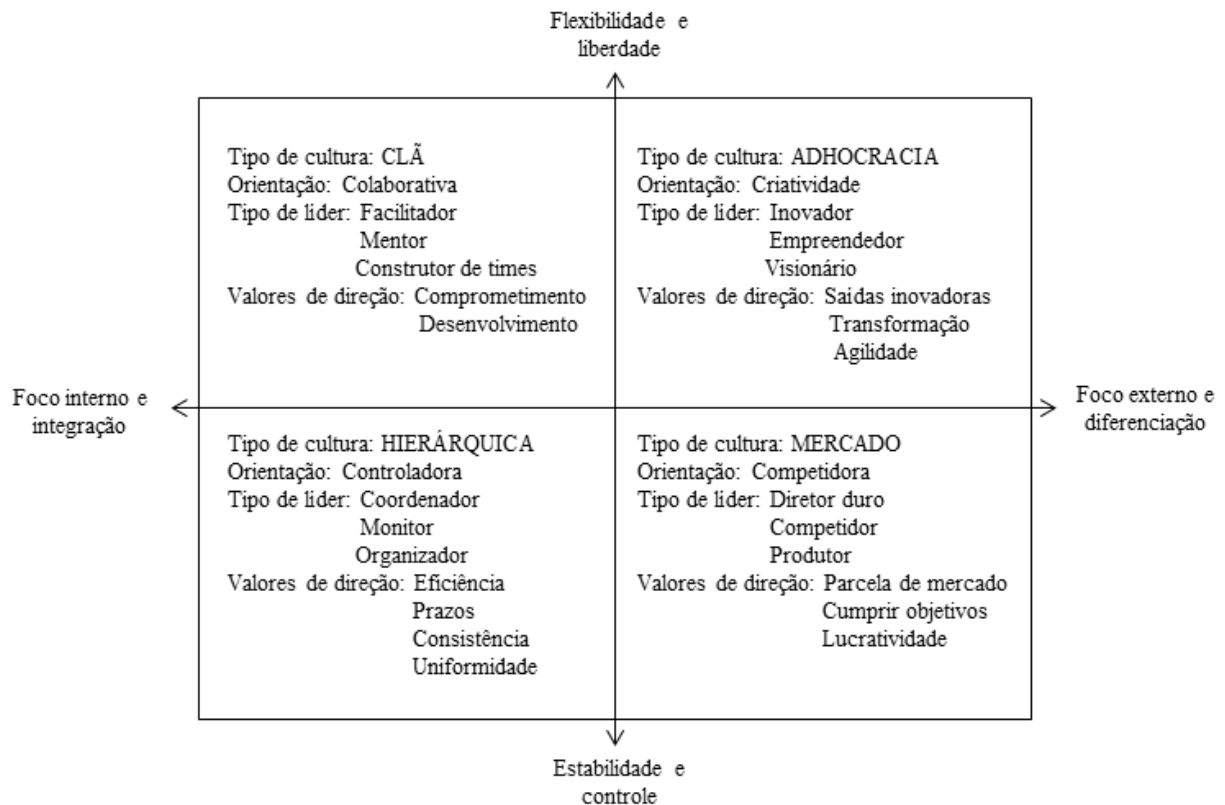 Flexibilidade e
liberdade
Tipo de cultura: CLÃ
Orientação: Colaborativa
Tipo de líder: Facilitador
Mentor
Construtor de times
Valores de direção: Comprometimento
Desenvolvimento
Tipo de cultura: ADHOCRACIA
Orientação: Criatividade
Tipo de líder: Inovador
Empreendedor
Visionário
Valores de direção: Saídas inovadoras
Transformação
Agilidade
Foco interno e
integração
Foco externo e
diferenciação
Tipo de cultura: HIERÁRQUICA
Orientação: Controladora
Tipo de líder: Coordenador
Monitor
Organizador
Valores de direção: Eficiência
Prazos
Consistência
Uniformidade
Tipo de cultura: MERCADO
Orientação: Competidora
Tipo de líder: Diretor duro
Competidor
Produtor
Valores de direção: Parcela de mercado
Cumprir objetivos
Lucratividade
Estabilidade e
controle